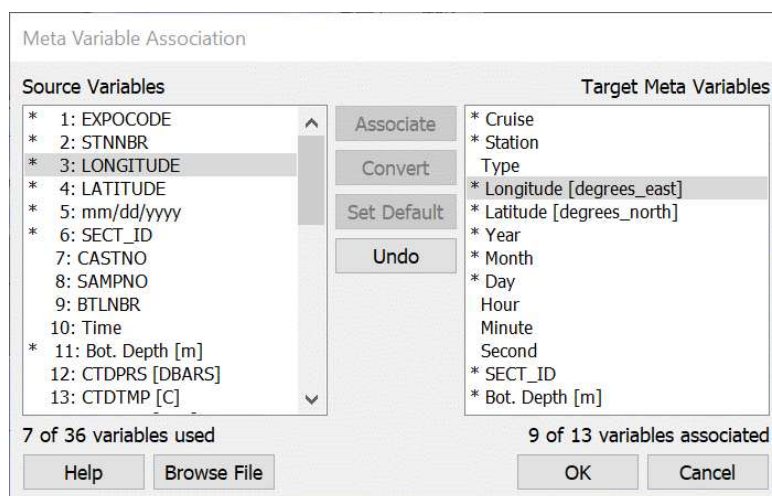 Meta Variable Association
Source Variables
* 1: EXPOCODE
* 2: STNNBR
* 3: LONGITUDE
* 4: LATITUDE
* 5: mm/dd/yyyy
* 6: SECT_ID
7: CASTNO
8: SAMPNO
9: BTLNBR
10: Time
* 11: Bot. Depth [m]
12: CTDPRS [DBARS]
13: CTDTMP [C]
7 of 36 variables used
Help
Browse File
Associate
Convert
Set Default
Undo
Target Meta Variables
* Cruise
* Station
Type
* Longitude [degrees_east]
* Latitude [degrees_north]
* Year
* Month
* Day
Hour
Minute
Second
* SECT_ID
* Bot. Depth [m]
9 of 13 variables associated
OK
Cancel